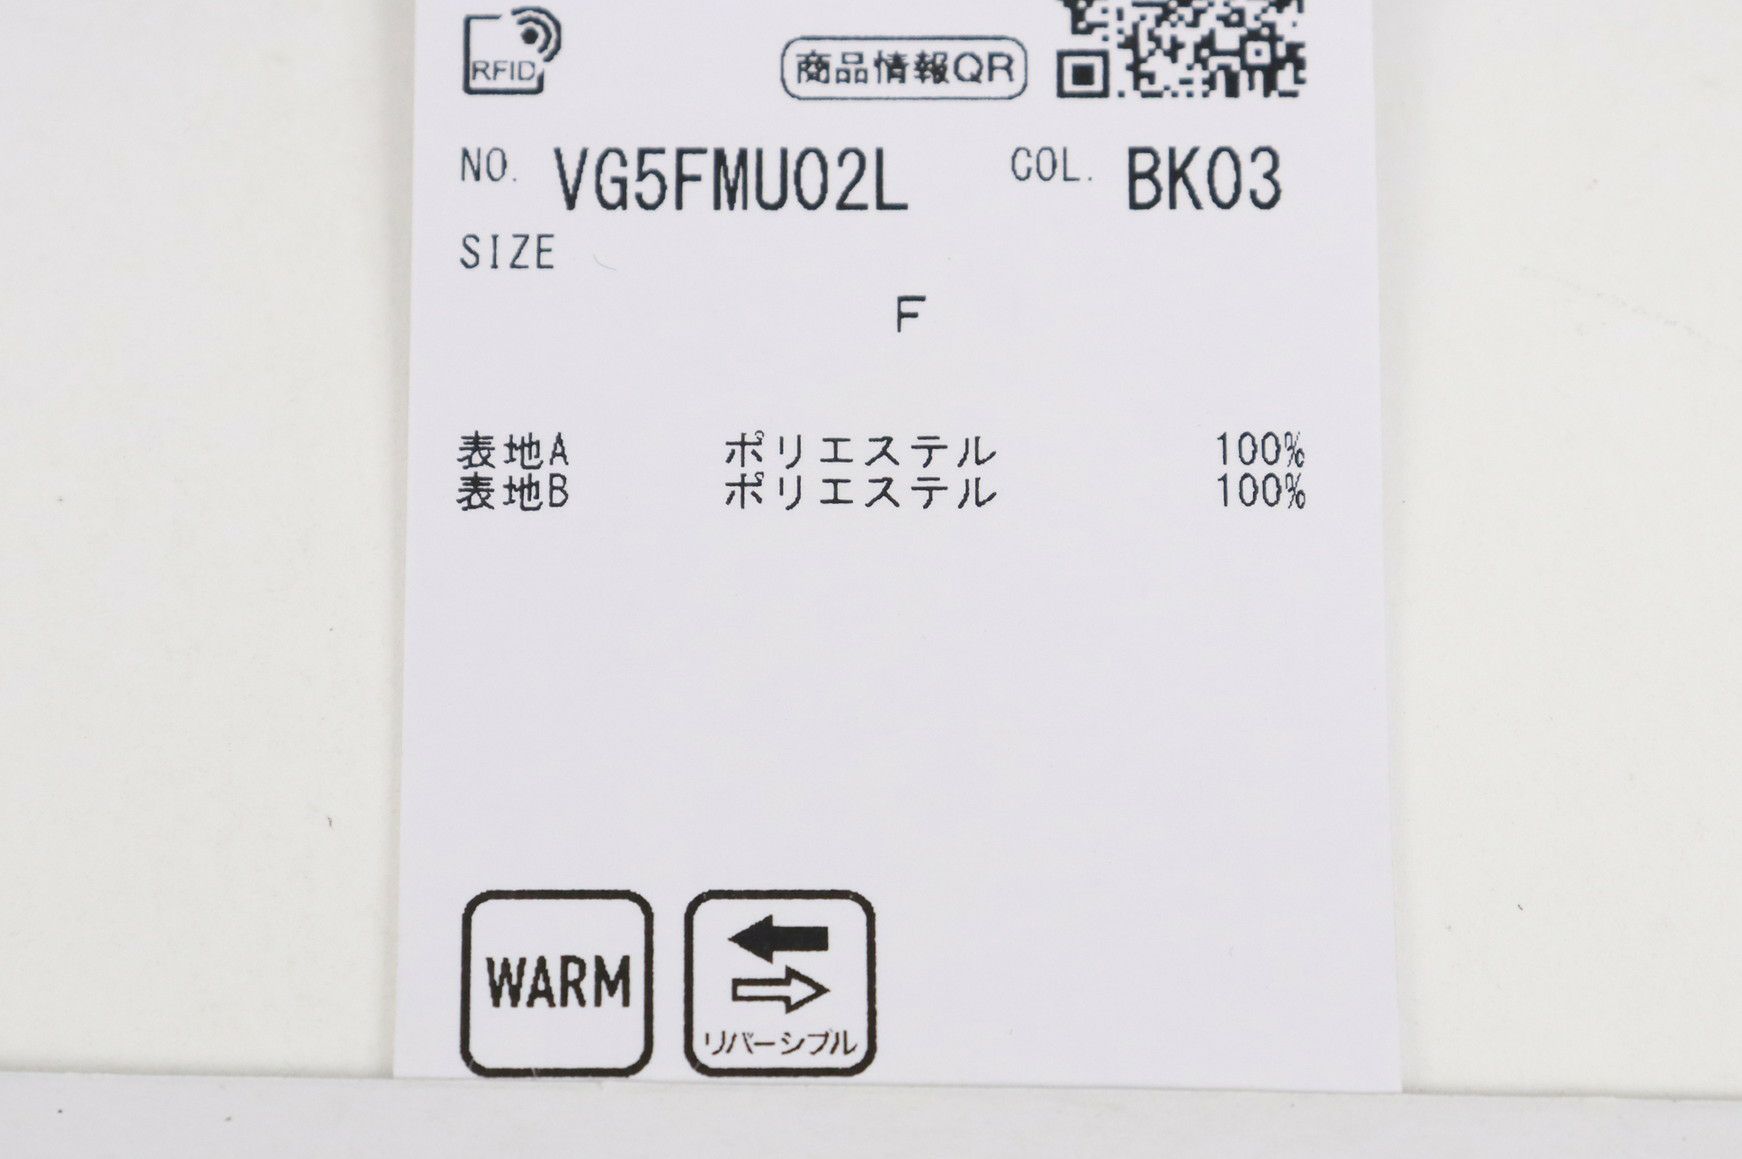 RFID
商品情報QR
NO. VG5FMU02L COL. BK03
SIZE
F
表地A ポリエステル 100%
表地B ポリエステル 100%
WARM
リバーシブル